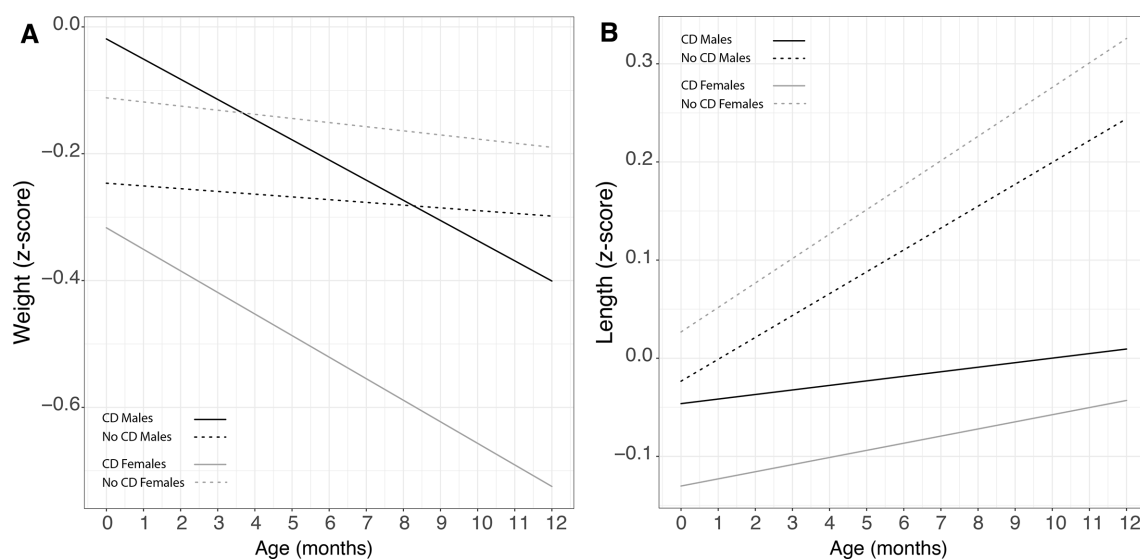 A
0.0
−0.2
−0.4
−0.6
Weight (z-score)
CD Males
No CD Males
CD Females
No CD Females
0 1 2 3 4 5 6 7 8 9 10 11 12
Age (months)
B
CD Males
No CD Males
CD Females
No CD Females
0.3
0.2
0.1
0.0
−0.1
Length (z-score)
0 1 2 3 4 5 6 7 8 9 10 11 12
Age (months)